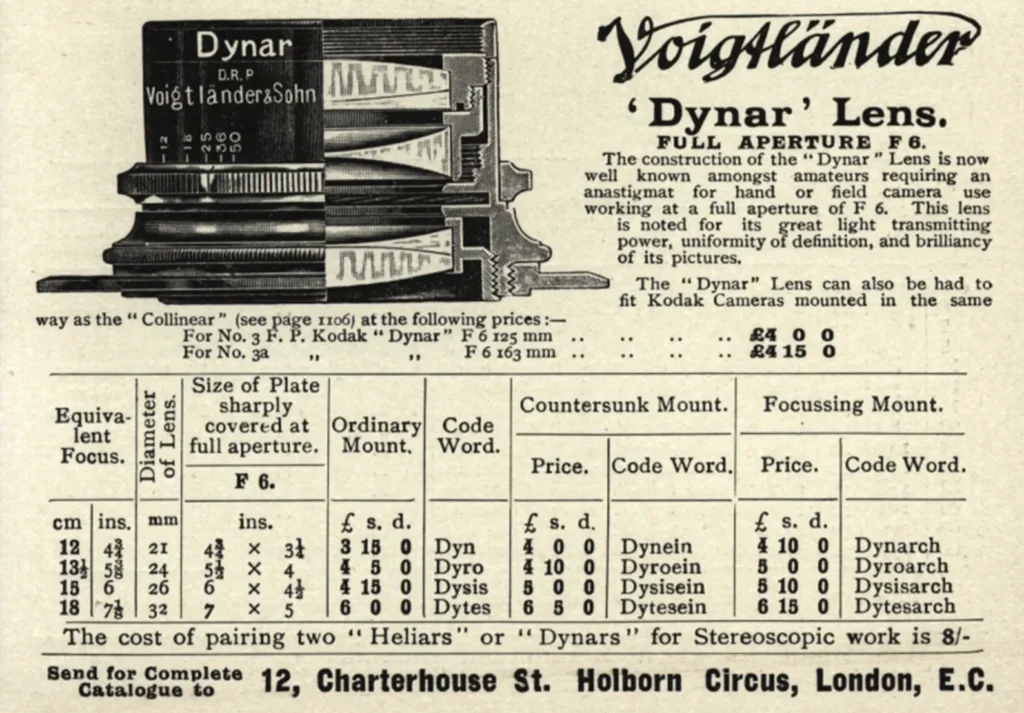 Dynar
D.R.P
Voigtländer&Sohn
12
18
25
36
50
Voigtländer
‘Dynar’ Lens.
FULL APERTURE F 6.
The construction of the “Dynar” Lens is now
well known amongst amateurs requiring an
anastigmat for hand or field camera use
working at a full aperture of F 6. This lens
is noted for its great light transmitting
power, uniformity of definition, and brilliancy
of its pictures.
The “Dynar” Lens can also be had to
fit Kodak Cameras mounted in the same
way as the “Collinear” (see page 1106) at the following prices :—
For No. 3 F. P. Kodak “Dynar” F 6 125 mm .. .. .. .. £4 0 0
For No. 3a ,, ,, F 6 163 mm .. .. .. .. £4 15 0
Equiva-
lent
Focus.
Diameter
of Lens.
Size of Plate
sharply
covered at
full aperture.
F 6.
Ordinary
Mount.
Code
Word.
Countersunk Mount. Focussing Mount.
Price. Code Word. Price. Code Word.
cm ins. mm ins. £ s. d. £ s. d. £ s. d.
12 4¾ 21 4¾ × 3¼ 3 15 0 Dyn 4 0 0 Dynein 4 10 0 Dynarch
13½ 5⅜ 24 5½ × 4 4 5 0 Dyro 4 10 0 Dyroein 5 0 0 Dyroarch
15 6 26 6 × 4½ 4 15 0 Dysis 5 0 0 Dysisein 5 10 0 Dysisarch
18 7⅛ 32 7 × 5 6 0 0 Dytes 6 5 0 Dytesein 6 15 0 Dytesarch
The cost of pairing two “Heliars” or “Dynars” for Stereoscopic work is 8/-
Send for Complete
Catalogue to
12, Charterhouse St. Holborn Circus, London, E.C.